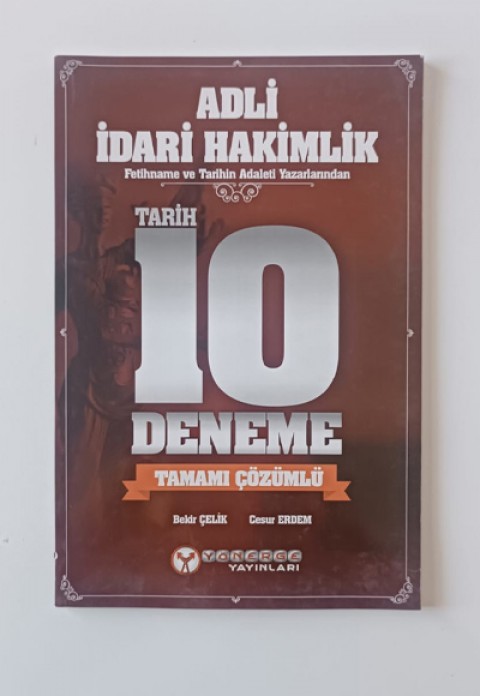 ADLİ
İDARİ HAKİMLİK
Fetihname ve Tarihin Adaleti Yazarlarından
TARİH
10
DENEME
TAMAMI ÇÖZÜMLÜ
Bekir ÇELİK Cesur ERDEM
YÖNERGE
YAYINLARI